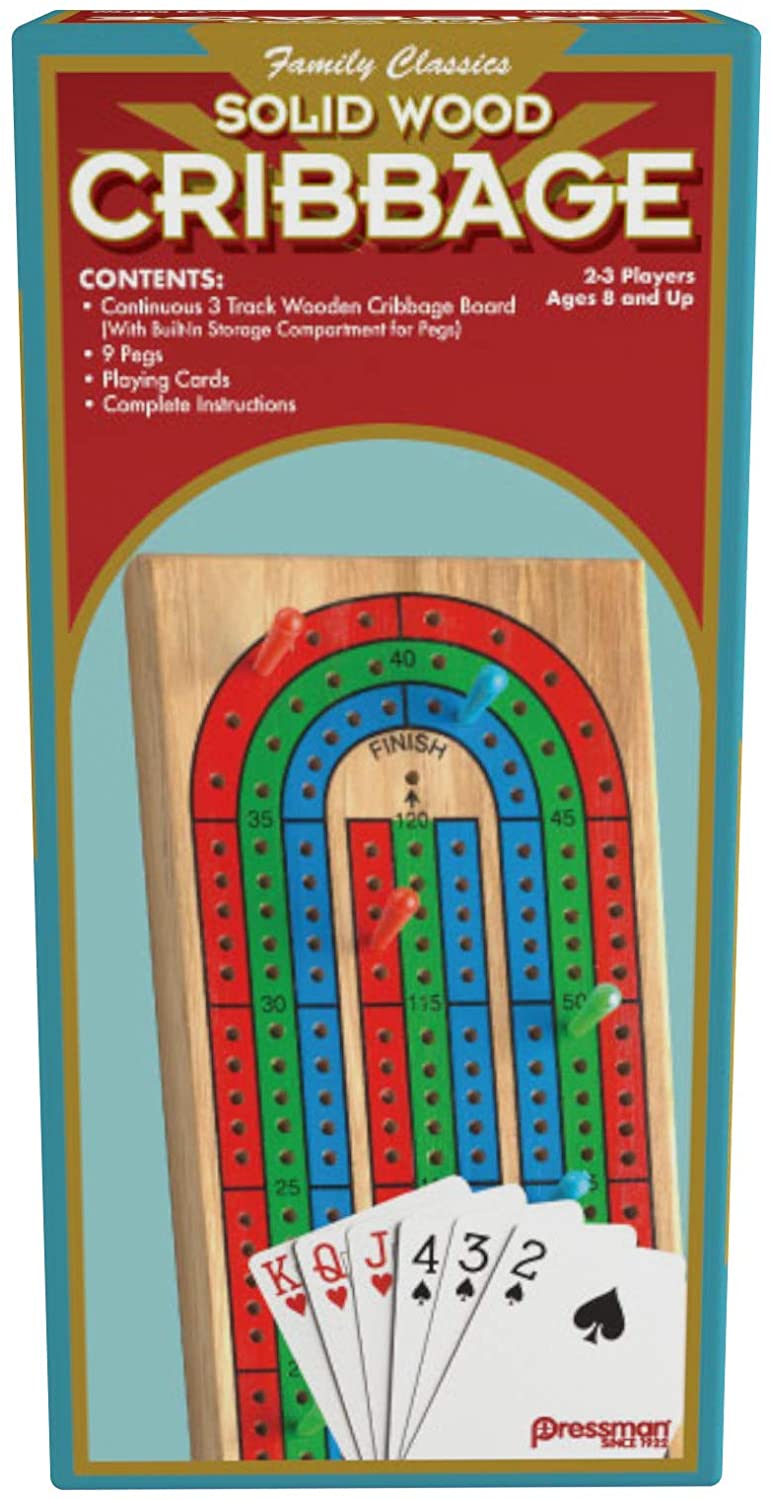 Family Classics
SOLID WOOD
CRIBBAGE
CONTENTS:
• Continuous 3 Track Wooden Cribbage Board
(With Built-In Storage Compartment for Pegs)
• 9 Pegs
• Playing Cards
• Complete Instructions
2-3 Players
Ages 8 and Up
40
FINISH
35
120
45
30
115
50
25
K
Q
J
4
3
2
pressman
SINCE 1922